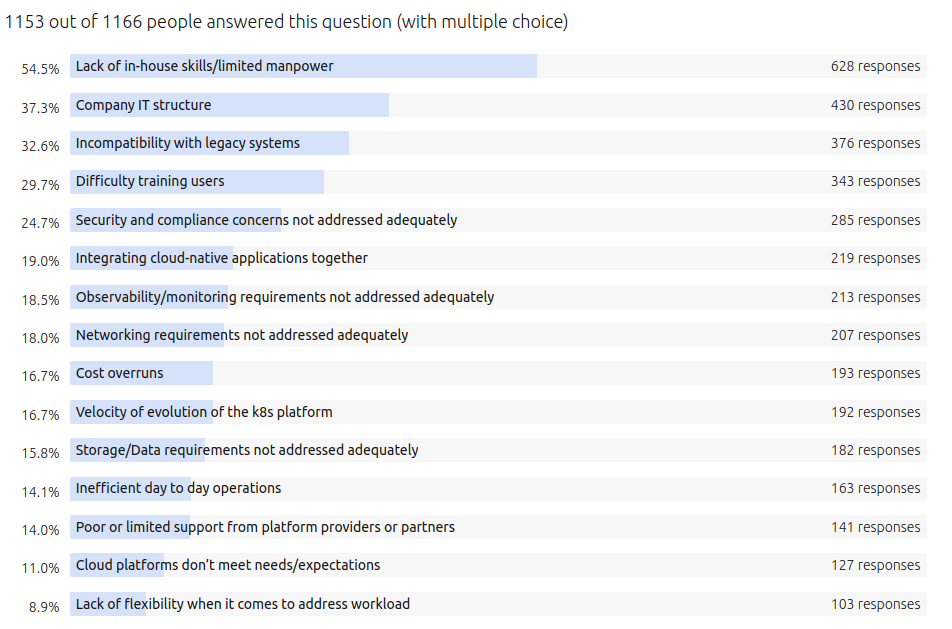 1153 out of 1166 people answered this question (with multiple choice)
54.5% Lack of in-house skills/limited manpower 628 responses
37.3% Company IT structure 430 responses
32.6% Incompatibility with legacy systems 376 responses
29.7% Difficulty training users 343 responses
24.7% Security and compliance concerns not addressed adequately 285 responses
19.0% Integrating cloud-native applications together 219 responses
18.5% Observability/monitoring requirements not addressed adequately 213 responses
18.0% Networking requirements not addressed adequately 207 responses
16.7% Cost overruns 193 responses
16.7% Velocity of evolution of the k8s platform 192 responses
15.8% Storage/Data requirements not addressed adequately 182 responses
14.1% Inefficient day to day operations 163 responses
14.0% Poor or limited support from platform providers or partners 141 responses
11.0% Cloud platforms don’t meet needs/expectations 127 responses
8.9% Lack of flexibility when it comes to address workload 103 responses